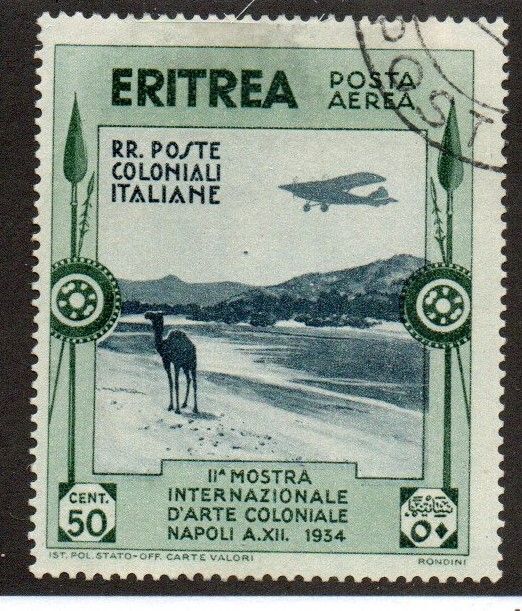 ERITREA POSTA
AEREA
RR. POSTE
COLONIALI
ITALIANE
IIᴬ MOSTRA
INTERNAZIONALE
D'ARTE COLONIALE
NAPOLI A.XII. 1934
CENT.
50
٥٠
IST. POL. STATO-OFF. CARTE VALORI
RONDINI